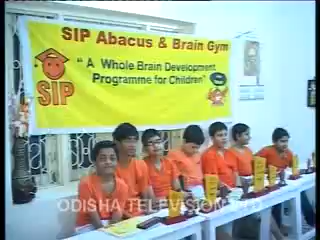 SIP Abacus & Brain Gym
" A Whole Brain Development
Programme for Children"
SIP
ODISHA TELEVISION LTD